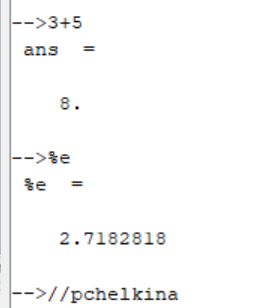 -->3+5
ans  =
8.
-->%e
%e  =
2.7182818
-->//pchelkina